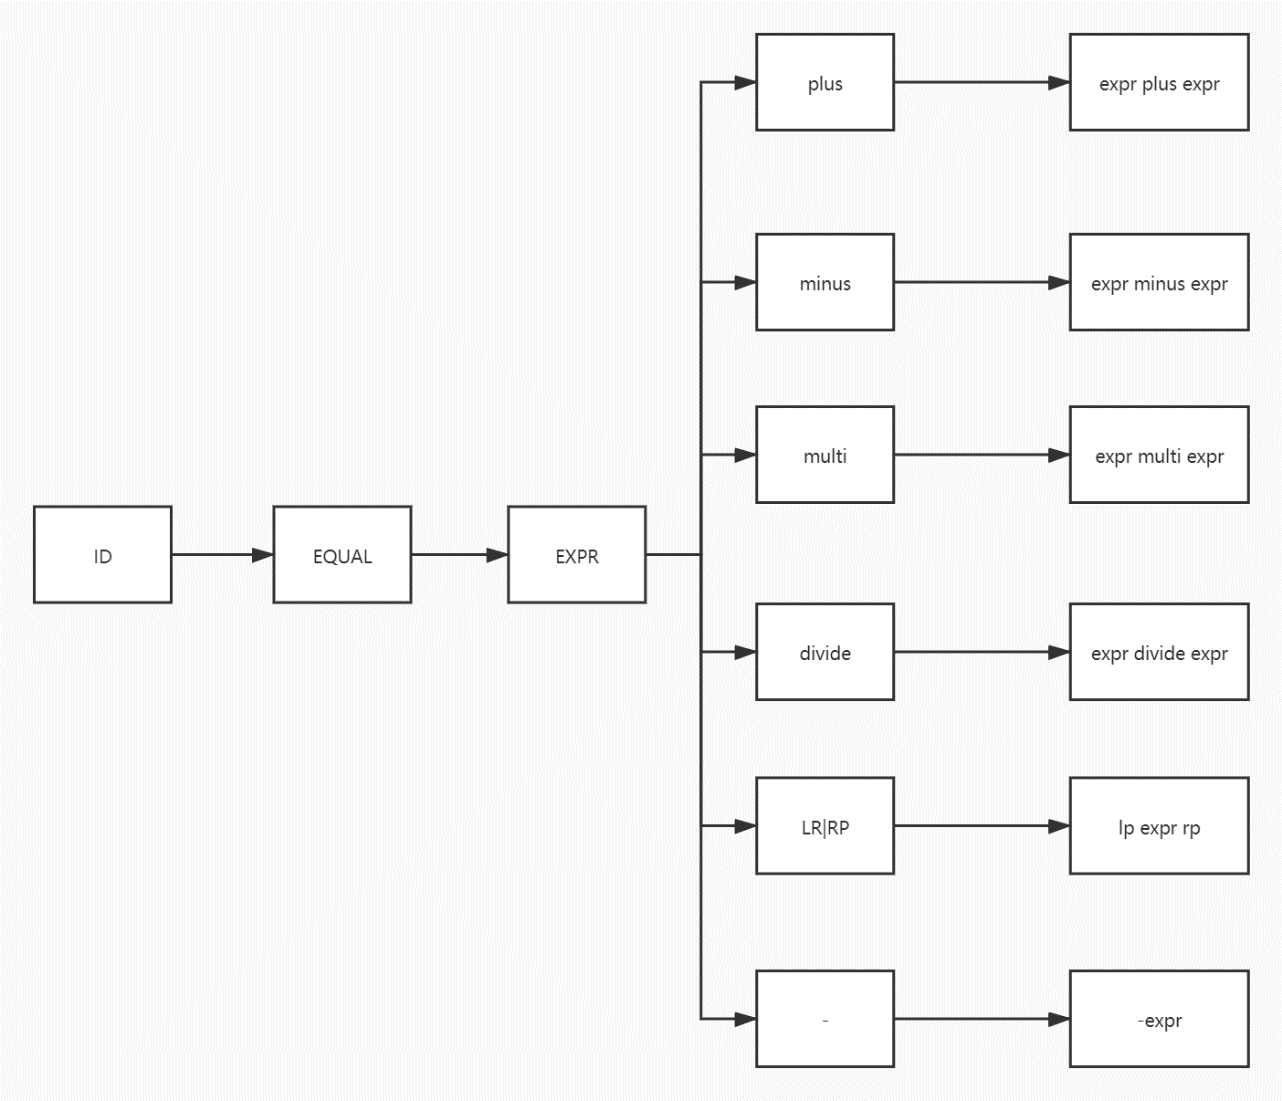 plus
expr plus expr
minus
expr minus expr
multi
expr multi expr
ID
EQUAL
EXPR
divide
expr divide expr
LR|RP
lp expr rp
-
-expr